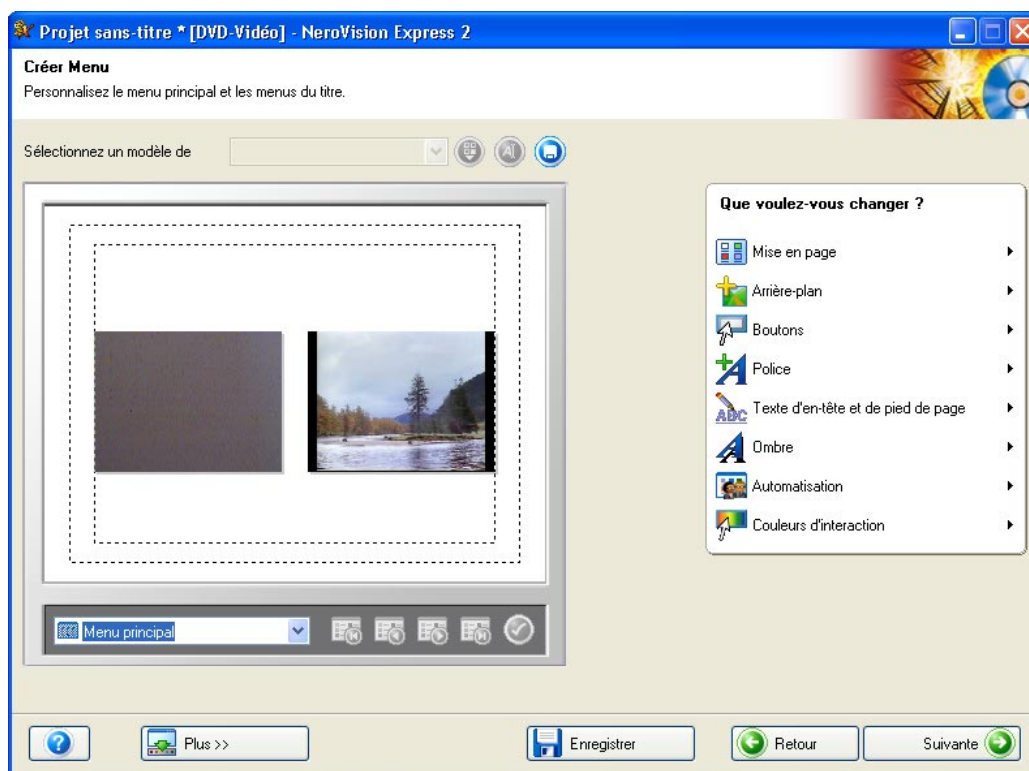 Projet sans-titre * [DVD-Vidéo] - NeroVision Express 2
Créer Menu
Personnalisez le menu principal et les menus du titre.
Sélectionnez un modèle de
Que voulez-vous changer ?
Mise en page
Arrière-plan
Boutons
Police
Texte d'en-tête et de pied de page
Ombre
Automatisation
Couleurs d'interaction
Menu principal
Plus >>
Enregistrer
Retour
Suivante